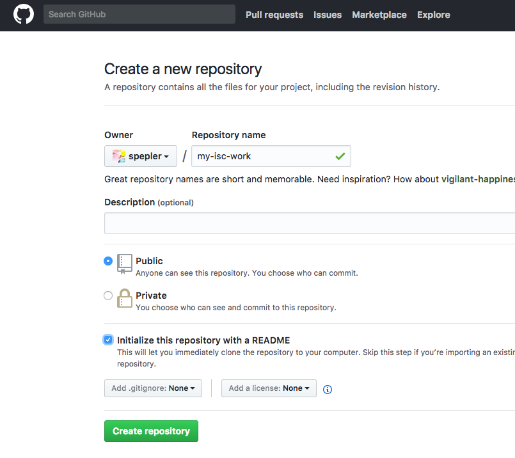 Search GitHub
Pull requests Issues Marketplace Explore
Create a new repository
A repository contains all the files for your project, including the revision history.
Owner Repository name
spepler / my-isc-work
Great repository names are short and memorable. Need inspiration? How about vigilant-happines
Description (optional)
Public
Anyone can see this repository. You choose who can commit.
Private
You choose who can see and commit to this repository.
Initialize this repository with a README
This will let you immediately clone the repository to your computer. Skip this step if you're importing an existin
repository.
Add .gitignore: None Add a license: None
Create repository